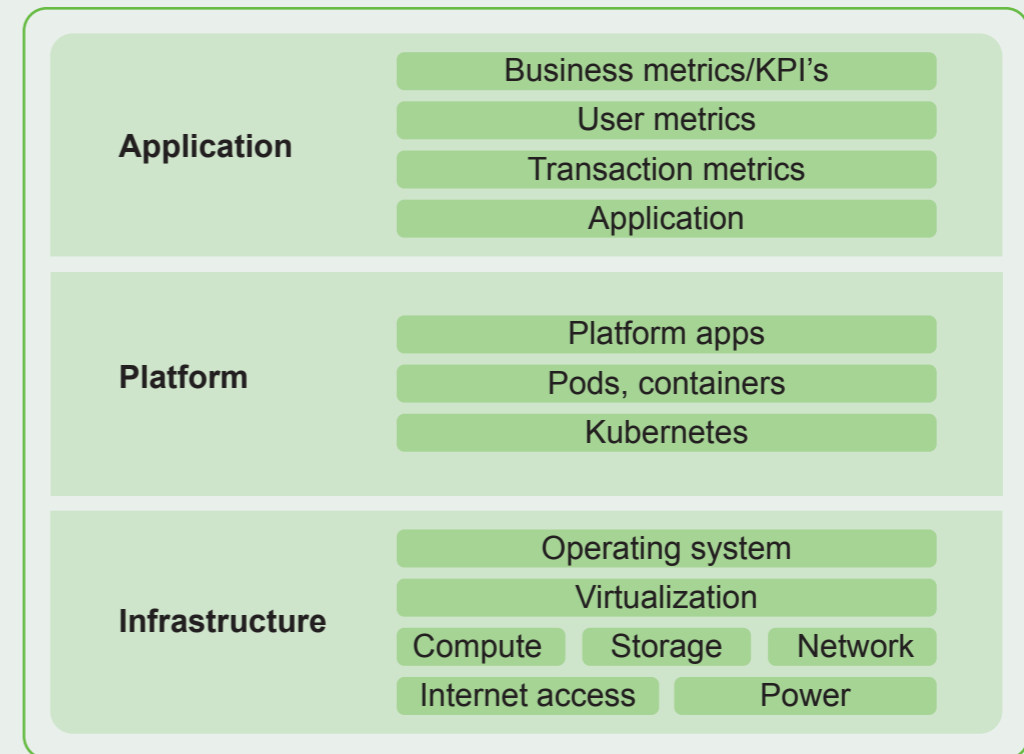 Application
Business metrics/KPI’s
User metrics
Transaction metrics
Application
Platform
Platform apps
Pods, containers
Kubernetes
Infrastructure
Operating system
Virtualization
Compute Storage Network
Internet access Power